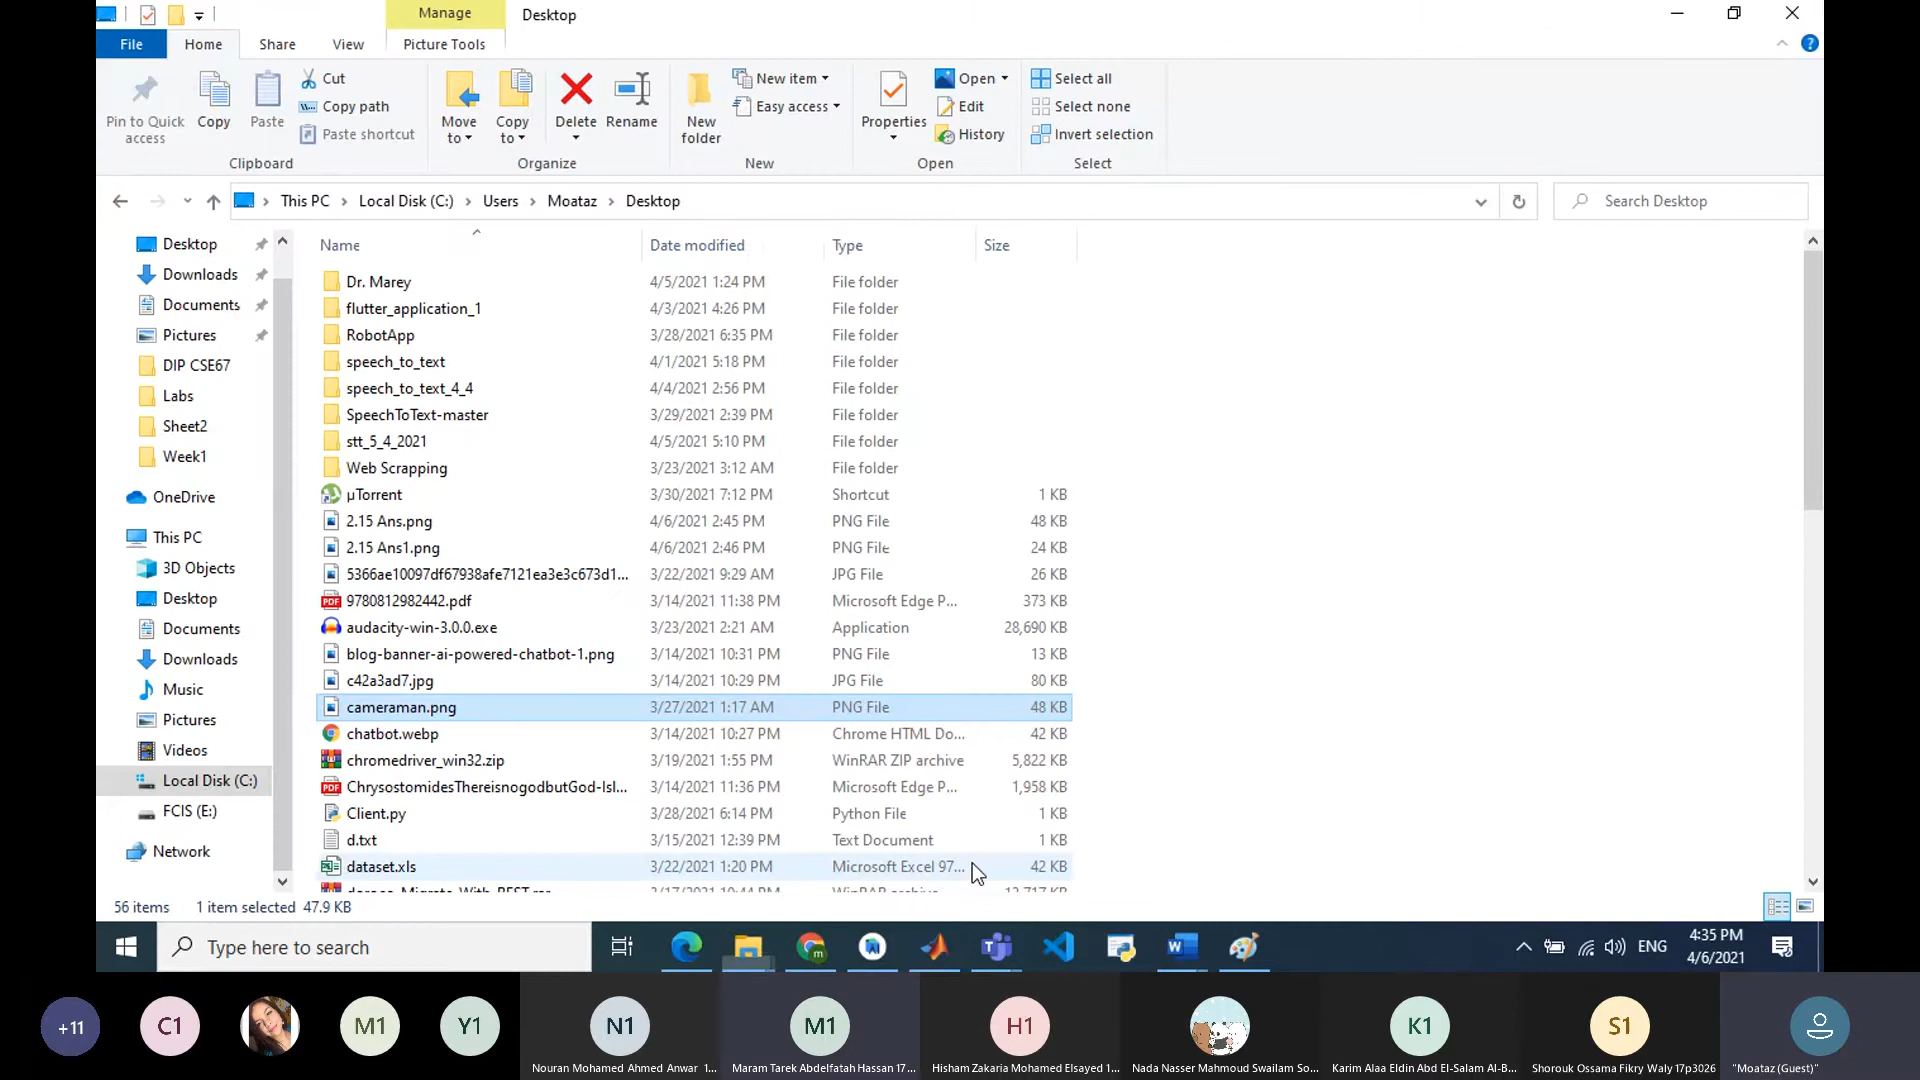 Manage
Desktop
File
Home
Share
View
Picture Tools
Pin to Quick access
Copy
Paste
Cut
Copy path
Paste shortcut
Clipboard
Move to
Copy to
Delete
Rename
Organize
New folder
New item
Easy access
New
Properties
Open
Edit
History
Open
Select all
Select none
Invert selection
Select
This PC > Local Disk (C:) > Users > Moataz > Desktop
Search Desktop
Desktop
Downloads
Documents
Pictures
DIP CSE67
Labs
Sheet2
Week1
OneDrive
This PC
3D Objects
Desktop
Documents
Downloads
Music
Pictures
Videos
Local Disk (C:)
FCIS (E:)
Network
Name Date modified Type Size
Dr. Marey 4/5/2021 1:24 PM File folder
flutter_application_1 4/3/2021 4:26 PM File folder
RobotApp 3/28/2021 6:35 PM File folder
speech_to_text 4/1/2021 5:18 PM File folder
speech_to_text_4_4 4/4/2021 2:56 PM File folder
SpeechToText-master 3/29/2021 2:39 PM File folder
stt_5_4_2021 4/5/2021 5:10 PM File folder
Web Scrapping 3/23/2021 3:12 AM File folder
µTorrent 3/30/2021 7:12 PM Shortcut 1 KB
2.15 Ans.png 4/6/2021 2:45 PM PNG File 48 KB
2.15 Ans1.png 4/6/2021 2:46 PM PNG File 24 KB
5366ae10097df67938afe7121ea3e3c673d1... 3/22/2021 9:29 AM JPG File 26 KB
9780812982442.pdf 3/14/2021 11:38 PM Microsoft Edge P... 373 KB
audacity-win-3.0.0.exe 3/23/2021 2:21 AM Application 28,690 KB
blog-banner-ai-powered-chatbot-1.png 3/14/2021 10:31 PM PNG File 13 KB
c42a3ad7.jpg 3/14/2021 10:29 PM JPG File 80 KB
cameraman.png 3/27/2021 1:17 AM PNG File 48 KB
chatbot.webp 3/14/2021 10:27 PM Chrome HTML Do... 42 KB
chromedriver_win32.zip 3/19/2021 1:55 PM WinRAR ZIP archive 5,822 KB
ChrysostomidesThereisnogodbutGod-Isl... 3/14/2021 11:36 PM Microsoft Edge P... 1,958 KB
Client.py 3/28/2021 6:14 PM Python File 1 KB
d.txt 3/15/2021 12:39 PM Text Document 1 KB
dataset.xls 3/22/2021 1:20 PM Microsoft Excel 97... 42 KB
56 items 1 item selected 47.9 KB
Type here to search
ENG
4:35 PM
4/6/2021
+11
C1
M1
Y1
N1
M1
H1
K1
S1
Nouran Mohamed Ahmed Anwar 1...
Maram Tarek Abdelfatah Hassan 17...
Hisham Zakaria Mohamed Elsayed 1...
Nada Nasser Mahmoud Swailam So...
Karim Alaa Eldin Abd El-Salam Al-B...
Shorouk Ossama Fikry Waly 17p3026
"Moataz (Guest)"